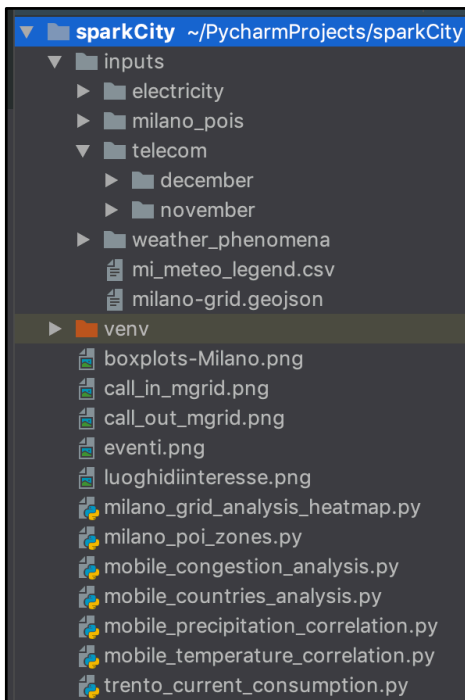 sparkCity ~/PycharmProjects/sparkCity
inputs
electricity
milano_pois
telecom
december
november
weather_phenomena
mi_meteo_legend.csv
milano-grid.geojson
venv
boxplots-Milano.png
call_in_mgrid.png
call_out_mgrid.png
eventi.png
luoghidiinteresse.png
milano_grid_analysis_heatmap.py
milano_poi_zones.py
mobile_congestion_analysis.py
mobile_countries_analysis.py
mobile_precipitation_correlation.py
mobile_temperature_correlation.py
trento_current_consumption.py